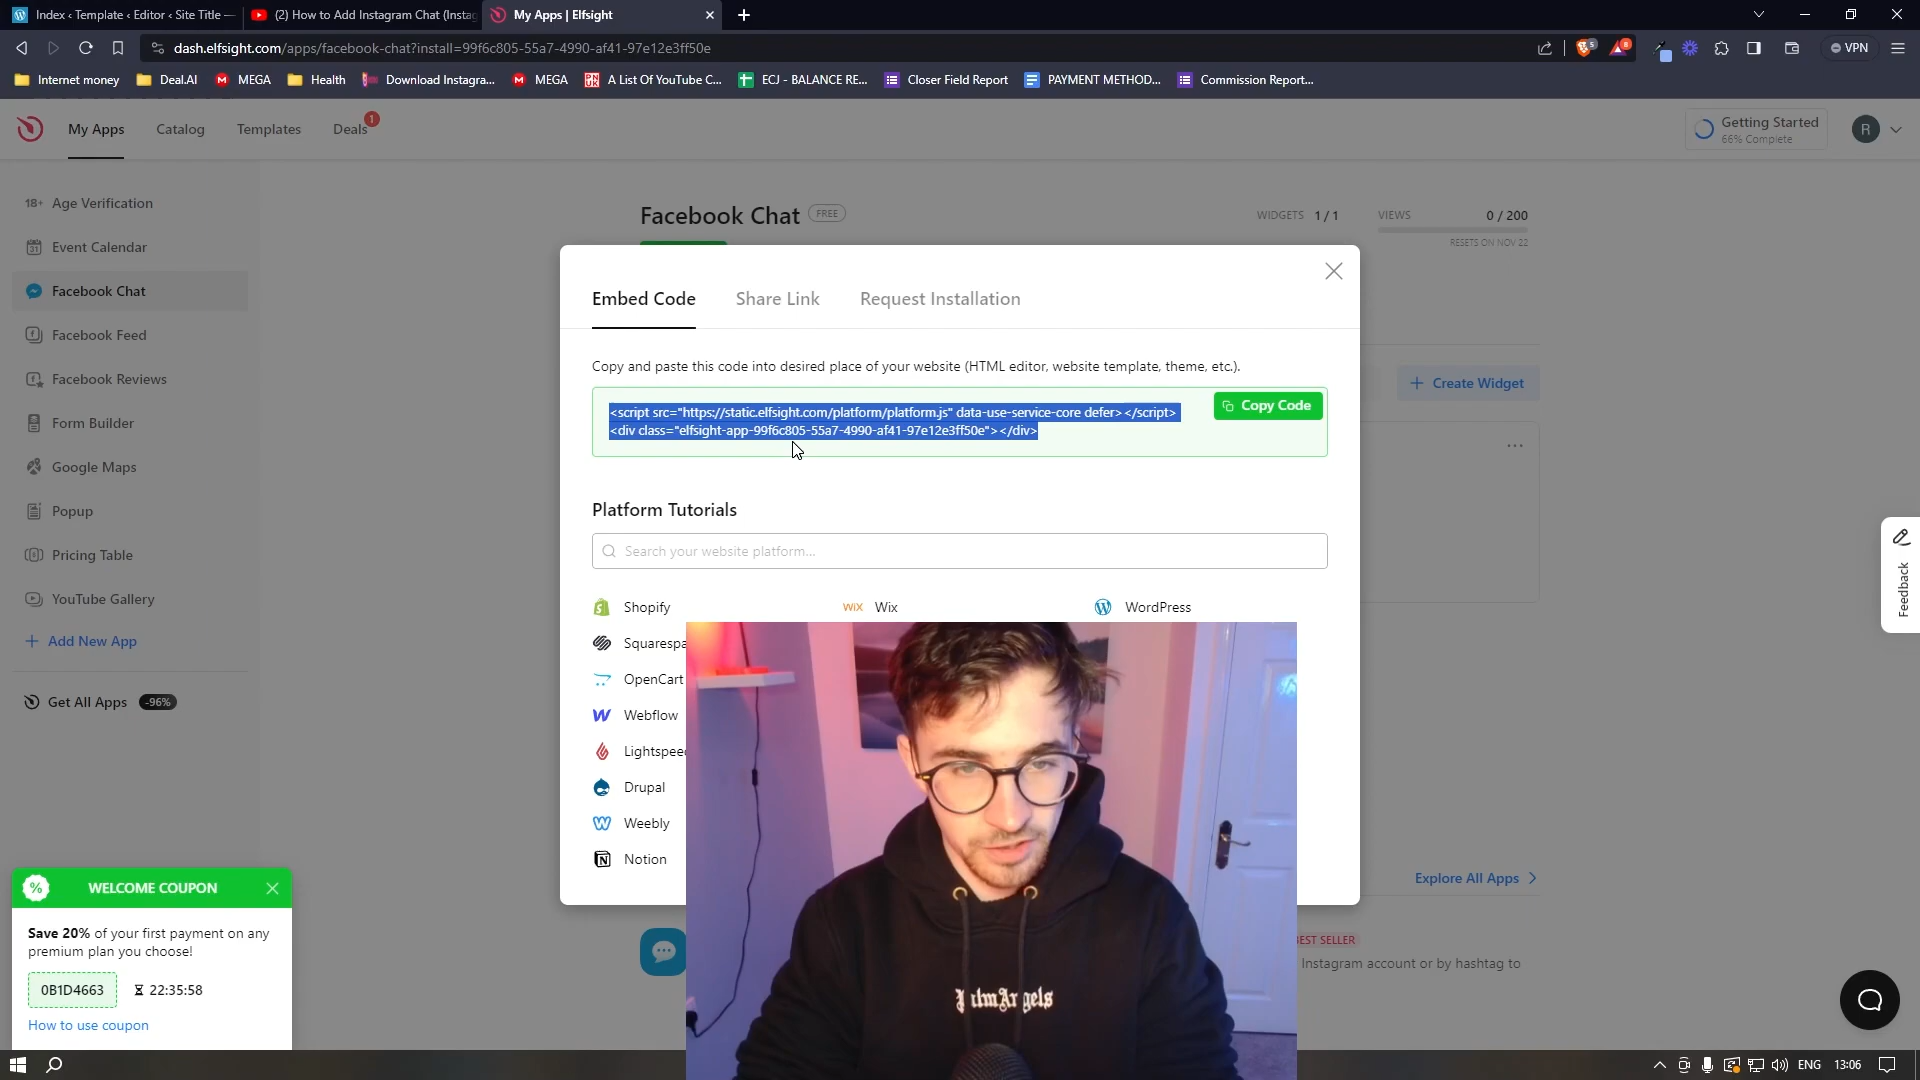 Index ‹ Template ‹ Editor ‹ Site Title —
(2) How to Add Instagram Chat (Insta
My Apps | Elfsight
dash.elfsight.com/apps/facebook-chat?install=99f6c805-55a7-4990-af41-97e12e3ff50e
5
8
VPN
Internet money
Deal.AI
MEGA
Health
Download Instagra...
MEGA
A List Of YouTube C...
ECJ - BALANCE RE...
Closer Field Report
PAYMENT METHOD...
Commission Report...
My Apps
Catalog
Templates
Deals
1
Getting Started
66% Complete
R
18+ Age Verification
Event Calendar
Facebook Chat
Facebook Feed
Facebook Reviews
Form Builder
Google Maps
Popup
Pricing Table
YouTube Gallery
+ Add New App
Get All Apps -96%
Facebook Chat FREE
WIDGETS 1 / 1
VIEWS 0 / 200
RESETS ON NOV 22
+ Create Widget
Embed Code
Share Link
Request Installation
Copy and paste this code into desired place of your website (HTML editor, website template, theme, etc.).
<script src="https://static.elfsight.com/platform/platform.js" data-use-service-core defer></script>
<div class="elfsight-app-99f6c805-55a7-4990-af41-97e12e3ff50e"></div>
Copy Code
Platform Tutorials
Search your website platform...
Shopify
WiX Wix
WordPress
Squarespa
OpenCart
Webflow
Lightspeed
Drupal
Weebly
Notion
Explore All Apps
EST SELLER
Instagram account or by hashtag to
Feedback
% WELCOME COUPON
Save 20% of your first payment on any
premium plan you choose!
0B1D4663
22:35:58
How to use coupon
PalmAngels
ENG
13:06